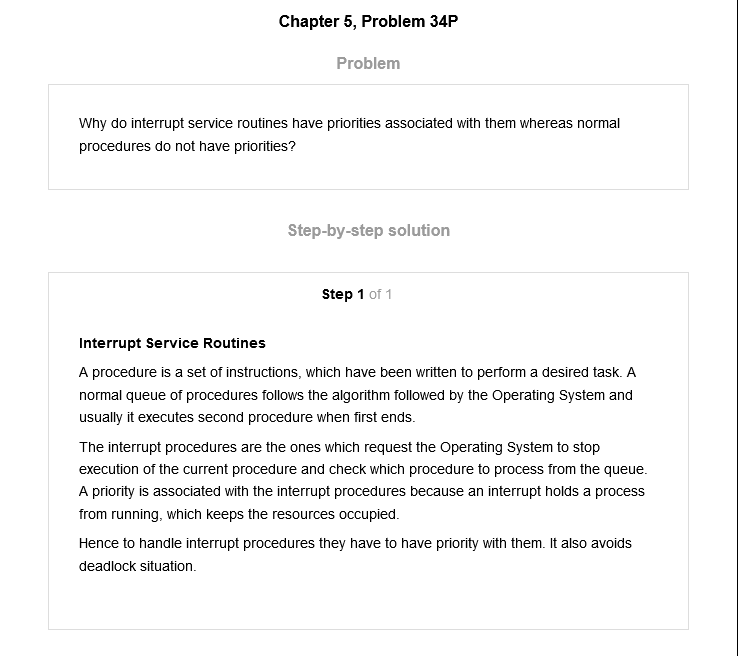 Chapter 5, Problem 34P
Problem
Why do interrupt service routines have priorities associated with them whereas normal
procedures do not have priorities?
Step-by-step solution
Step 1 of 1
Interrupt Service Routines
A procedure is a set of instructions, which have been written to perform a desired task. A
normal queue of procedures follows the algorithm followed by the Operating System and
usually it executes second procedure when first ends.
The interrupt procedures are the ones which request the Operating System to stop
execution of the current procedure and check which procedure to process from the queue.
A priority is associated with the interrupt procedures because an interrupt holds a process
from running, which keeps the resources occupied.
Hence to handle interrupt procedures they have to have priority with them. It also avoids
deadlock situation.